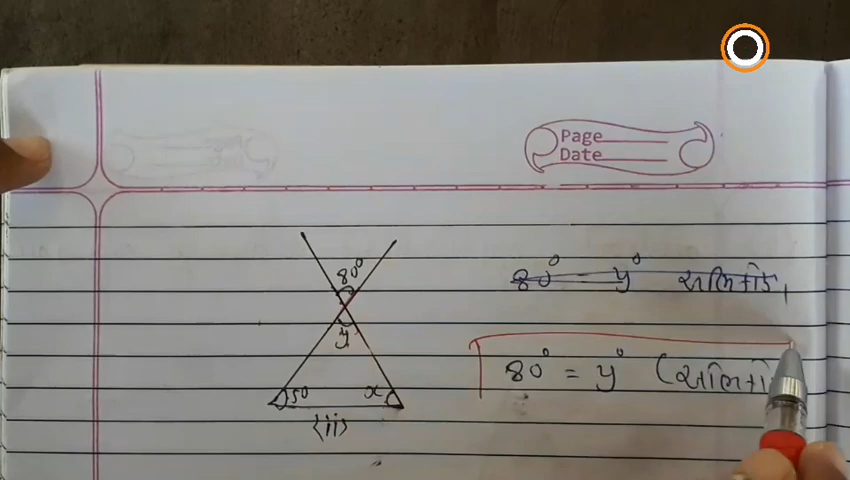 Page
Date
80°
80° y°
y
80° = y°
50 x
(ii)